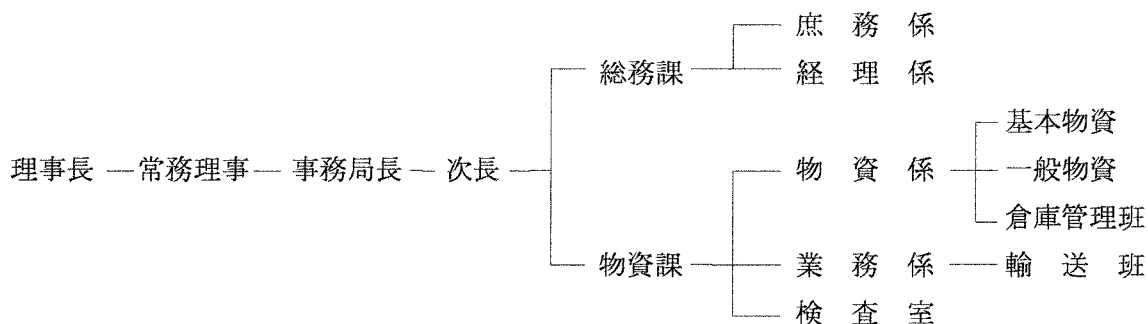 庶務係
総務課
経理係
基本物資
理事長
常務理事
事務局長
次長
物資係
一般物資
倉庫管理班
物資課
業務係
輸送班
検査室